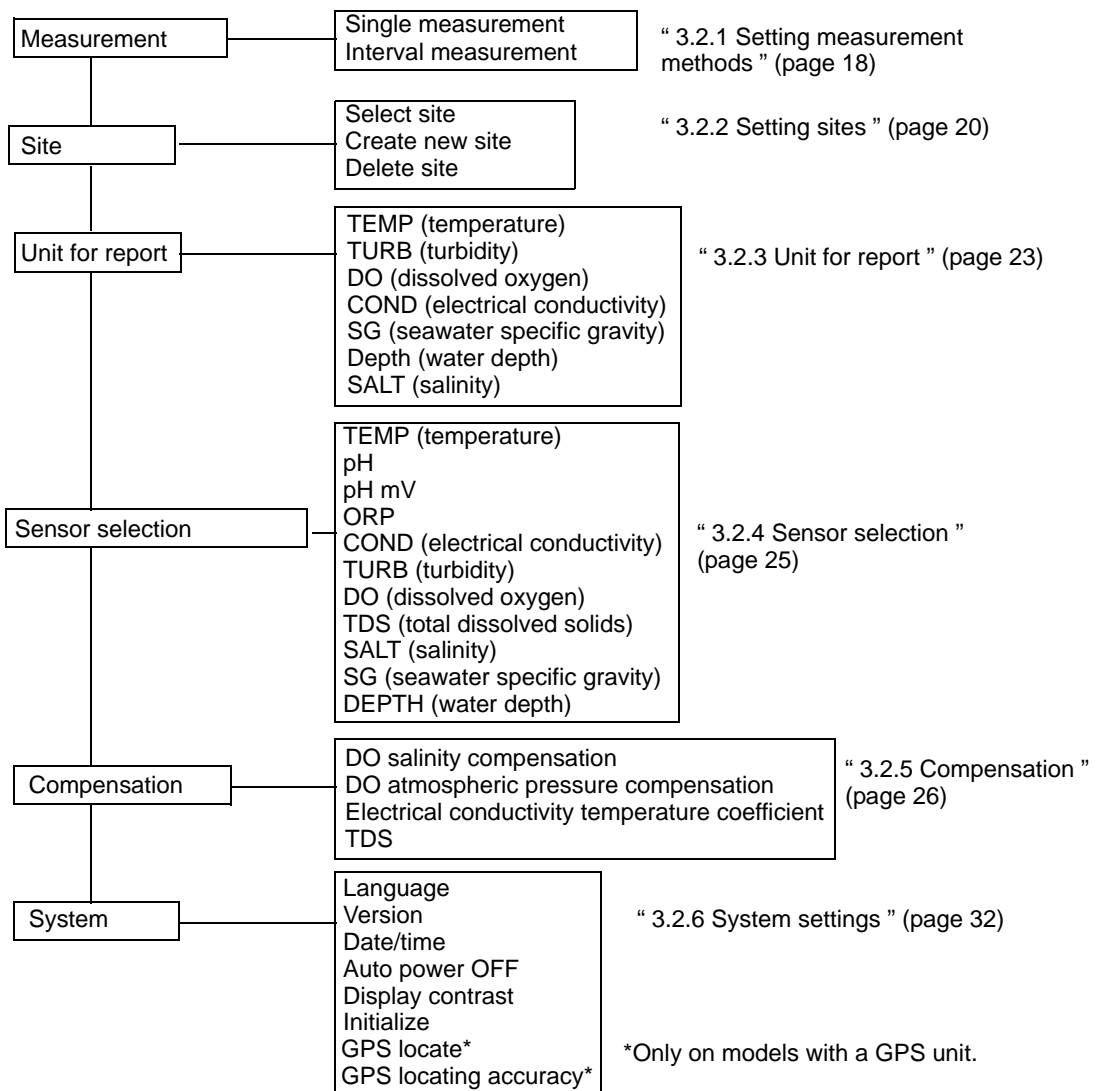 Measurement
Single measurement
Interval measurement
“ 3.2.1 Setting measurement
methods ” (page 18)
Site
Select site
Create new site
Delete site
“ 3.2.2 Setting sites ” (page 20)
Unit for report
TEMP (temperature)
TURB (turbidity)
DO (dissolved oxygen)
COND (electrical conductivity)
SG (seawater specific gravity)
Depth (water depth)
SALT (salinity)
“ 3.2.3 Unit for report ” (page 23)
Sensor selection
TEMP (temperature)
pH
pH mV
ORP
COND (electrical conductivity)
TURB (turbidity)
DO (dissolved oxygen)
TDS (total dissolved solids)
SALT (salinity)
SG (seawater specific gravity)
DEPTH (water depth)
“ 3.2.4 Sensor selection ”
(page 25)
Compensation
DO salinity compensation
DO atmospheric pressure compensation
Electrical conductivity temperature coefficient
TDS
“ 3.2.5 Compensation ”
(page 26)
System
Language
Version
Date/time
Auto power OFF
Display contrast
Initialize
GPS locate*
GPS locating accuracy*
“ 3.2.6 System settings ” (page 32)
*Only on models with a GPS unit.